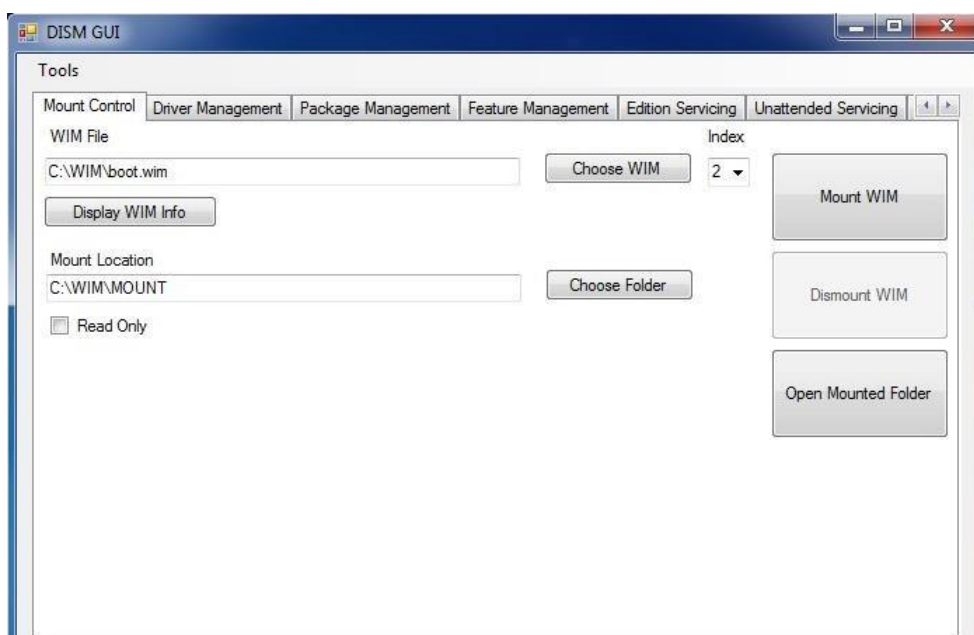 DISM GUI
Tools
Mount Control Driver Management Package Management Feature Management Edition Servicing Unattended Servicing
WIM File Index
C:\WIM\boot.wim Choose WIM 2
Mount WIM
Display WIM Info
Mount Location
C:\WIM\MOUNT Choose Folder
Dismount WIM
Read Only
Open Mounted Folder